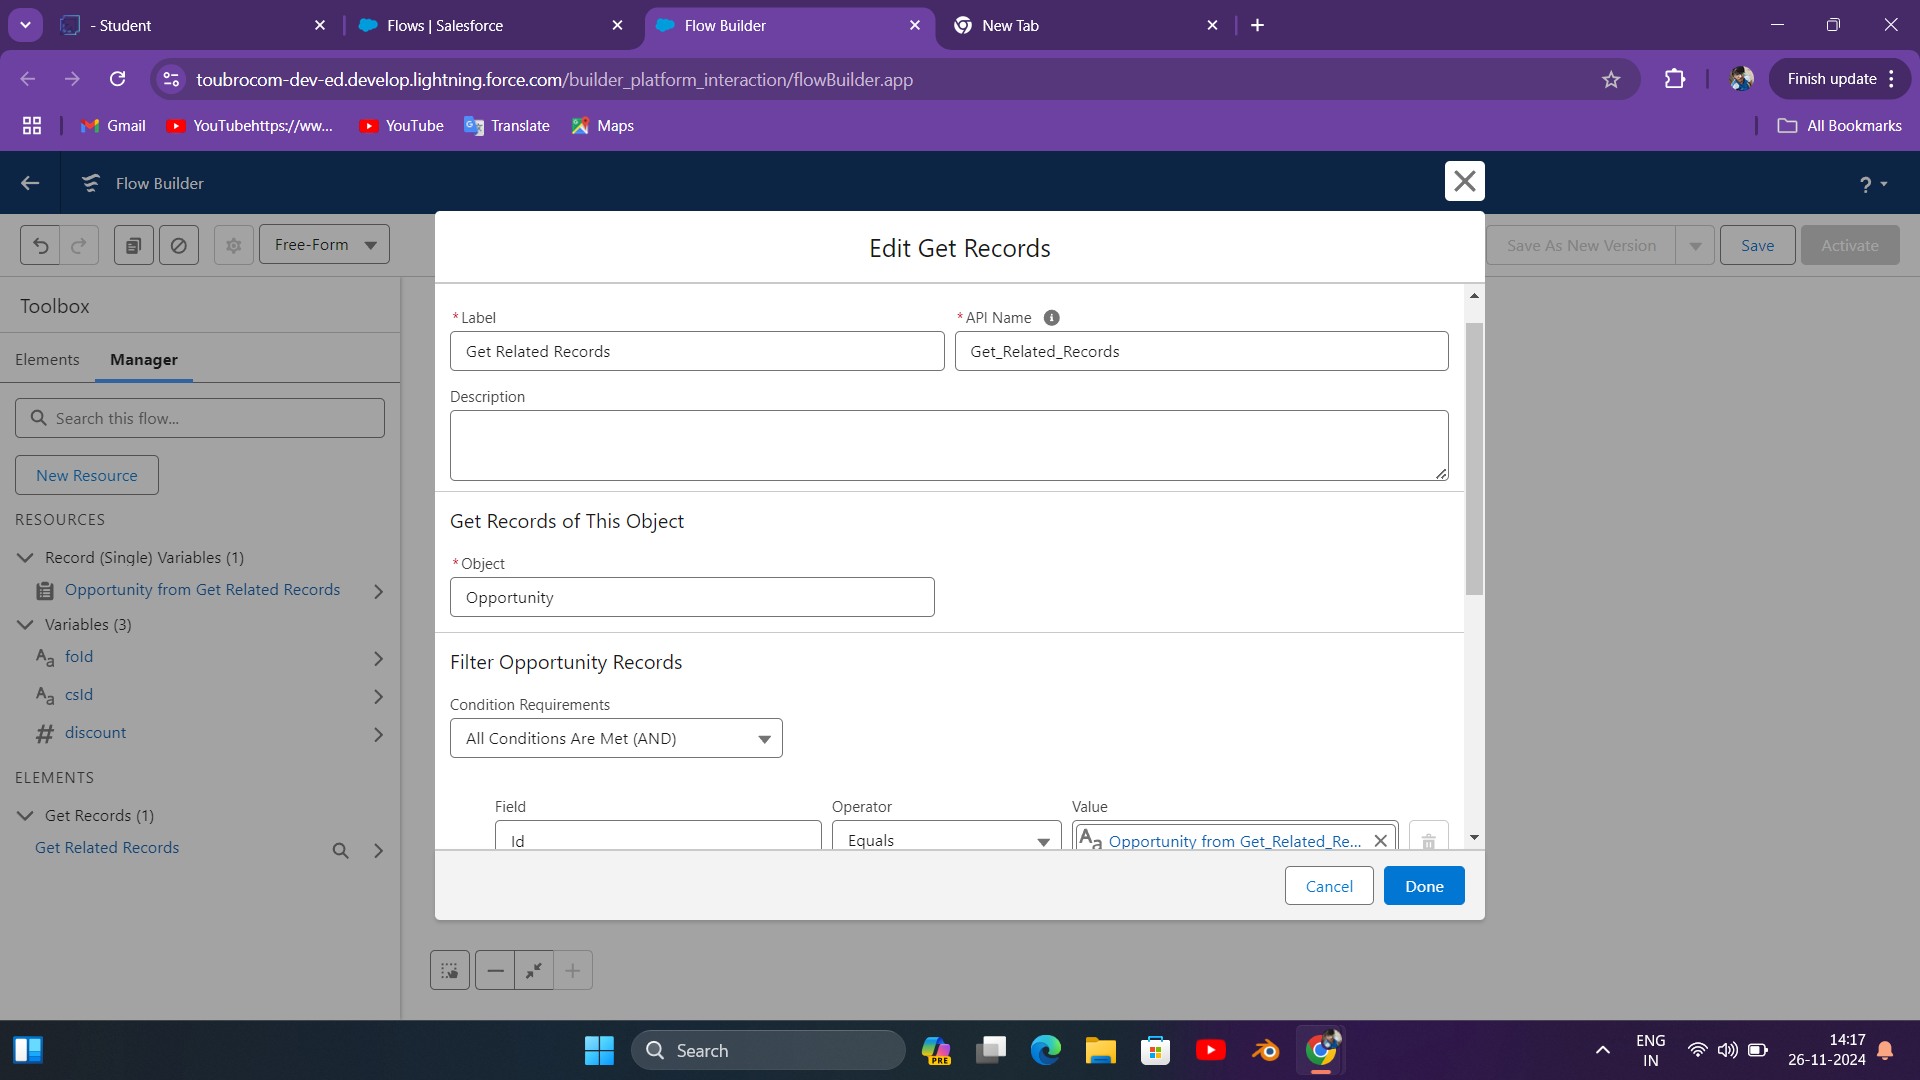 - Student
Flows | Salesforce
Flow Builder
New Tab
toubrocom-dev-ed.develop.lightning.force.com/builder_platform_interaction/flowBuilder.app
Finish update
Gmail
YouTubehttps://ww...
YouTube
Translate
Maps
All Bookmarks
Flow Builder
?
Free-Form
Save As New Version
Save
Activate
Edit Get Records
Toolbox
Elements
Manager
Search this flow...
New Resource
RESOURCES
Record (Single) Variables (1)
Opportunity from Get Related Records
Variables (3)
Aa foId
Aa csId
# discount
ELEMENTS
Get Records (1)
Get Related Records
* Label
* API Name
Get Related Records
Get_Related_Records
Description
Get Records of This Object
* Object
Opportunity
Filter Opportunity Records
Condition Requirements
All Conditions Are Met (AND)
Field
Operator
Value
Id
Equals
Aa Opportunity from Get_Related_Re...
Cancel
Done
Search
PRE
ENG
IN
14:17
26-11-2024